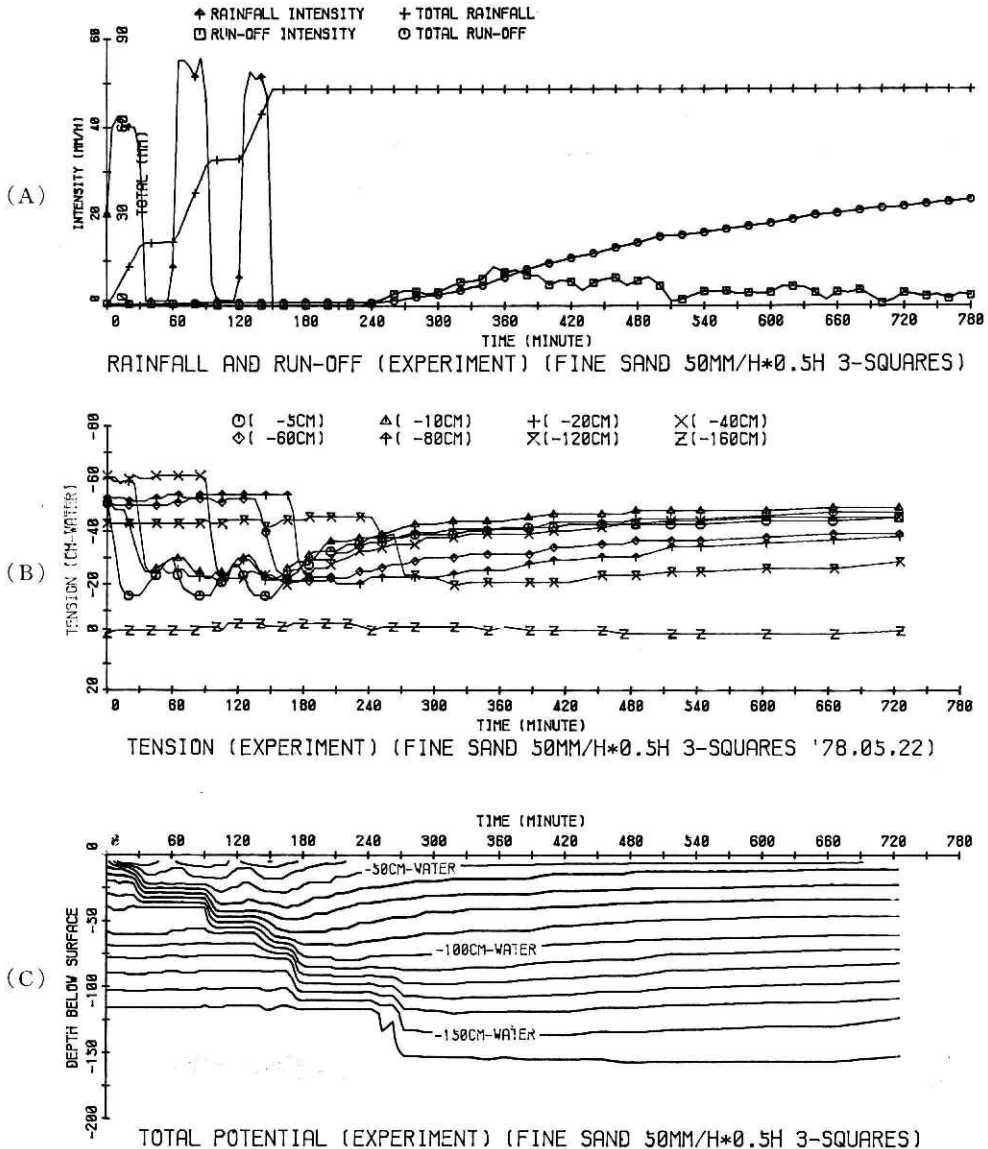 RAINFALL INTENSITY TOTAL RAINFALL
RUN-OFF INTENSITY TOTAL RUN-OFF
(A)
INTENSITY (MM/H)
60
40
20
0
TOTAL (MM)
90
60
30
0
0 60 120 180 240 300 360 420 480 540 600 660 720 780
TIME (MINUTE)
RAINFALL AND RUN-OFF (EXPERIMENT) (FINE SAND 50MM/H*0.5H 3-SQUARES)
( -5CM) ( -10CM) ( -20CM) ( -40CM)
( -60CM) ( -80CM) ( -120CM) ( -160CM)
(B)
TENSION (CM-WATER)
-80
-60
-40
-20
0
20
0 60 120 180 240 300 360 420 480 540 600 660 720 780
TIME (MINUTE)
TENSION (EXPERIMENT) (FINE SAND 50MM/H*0.5H 3-SQUARES '78.05.22)
TIME (MINUTE)
60 120 180 240 300 360 420 480 540 600 660 720 780
(C)
DEPTH BELOW SURFACE
0
-50
-100
-150
-200
-50CM-WATER
-100CM-WATER
-150CM-WATER
TOTAL POTENTIAL (EXPERIMENT) (FINE SAND 50MM/H*0.5H 3-SQUARES)